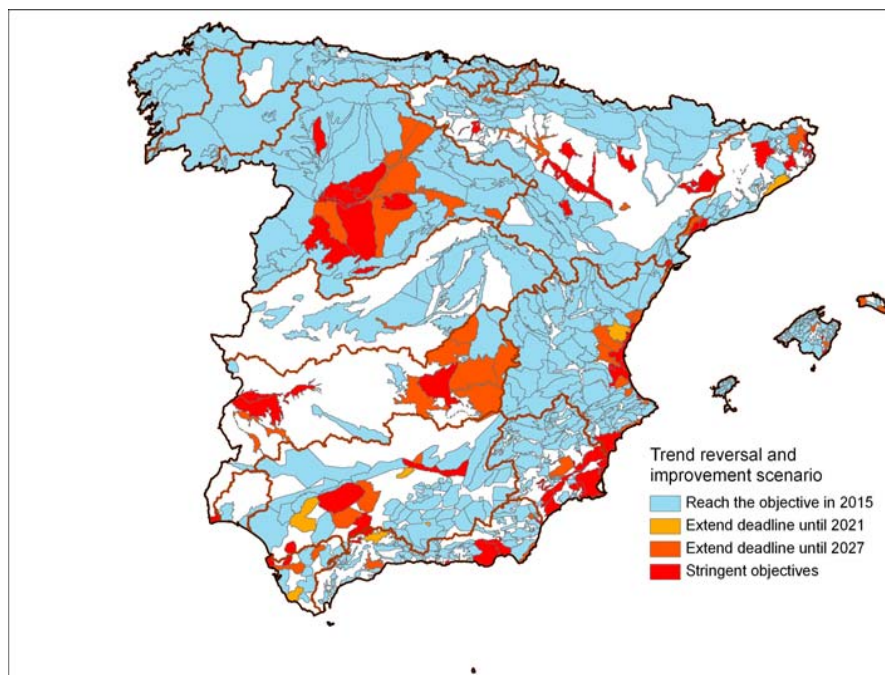 Trend reversal and
improvement scenario
Reach the objective in 2015
Extend deadline until 2021
Extend deadline until 2027
Stringent objectives